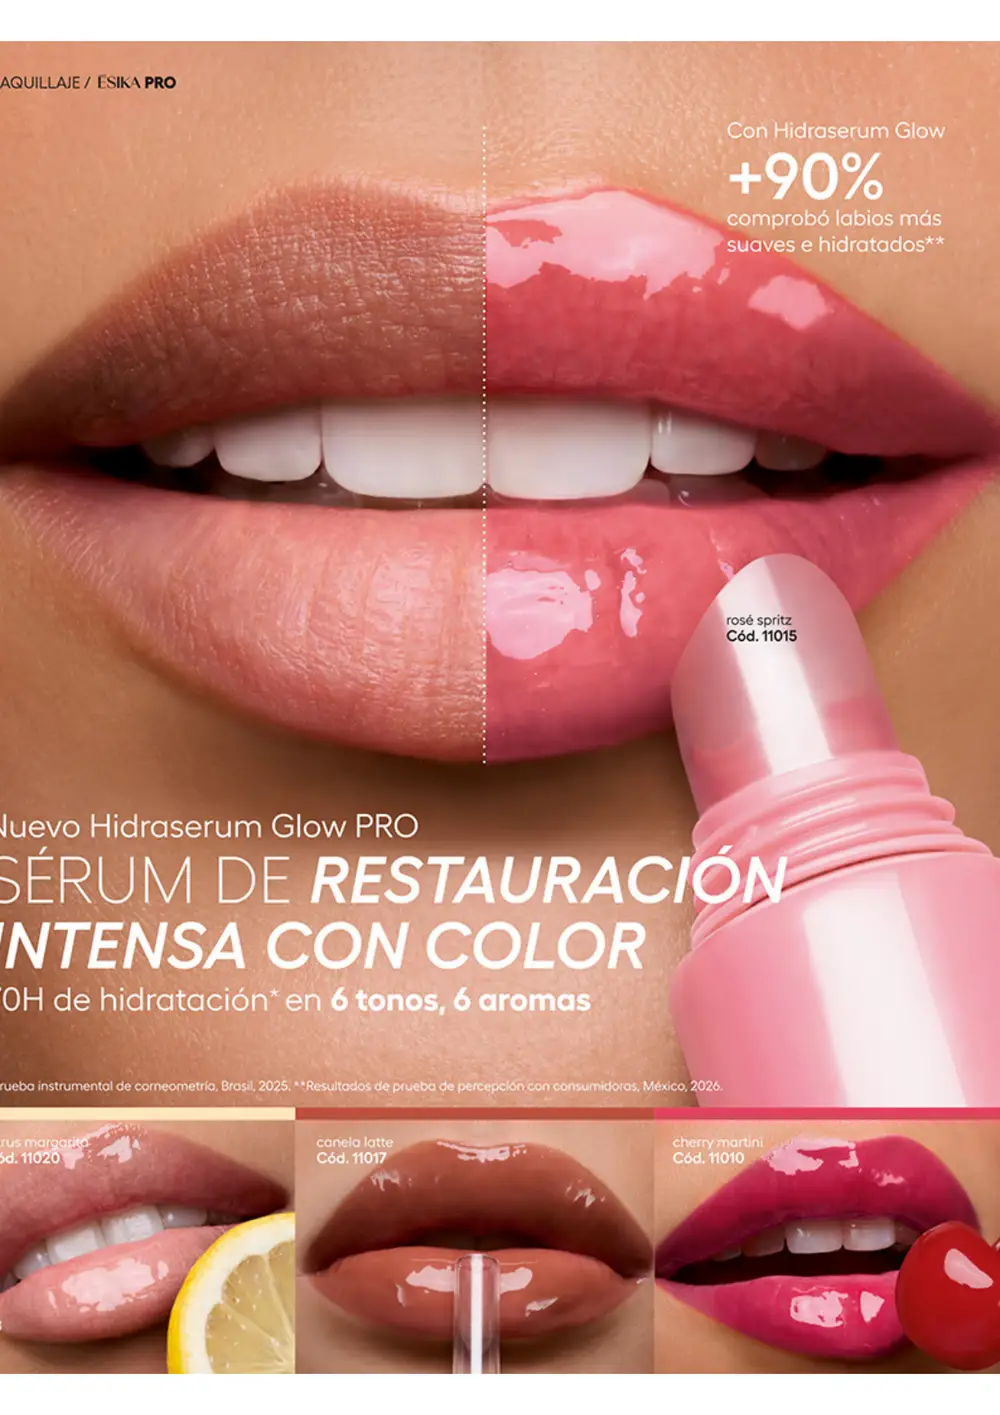 AQUILLAJE / ÉSIKA PRO
Con Hidraserum Glow
+90%
comprobó labios más
suaves e hidratados**
rosé spritz
Cód. 11015
Nuevo Hidraserum Glow PRO
SÉRUM DE RESTAURACIÓN
INTENSA CON COLOR
70H de hidratación* en 6 tonos, 6 aromas
rueba instrumental de corneometría, Brasil, 2025. **Resultados de prueba de percepción con consumidoras, México, 2026.
rus margarita
ód. 11020
canela latte
Cód. 11017
cherry martini
Cód. 11010